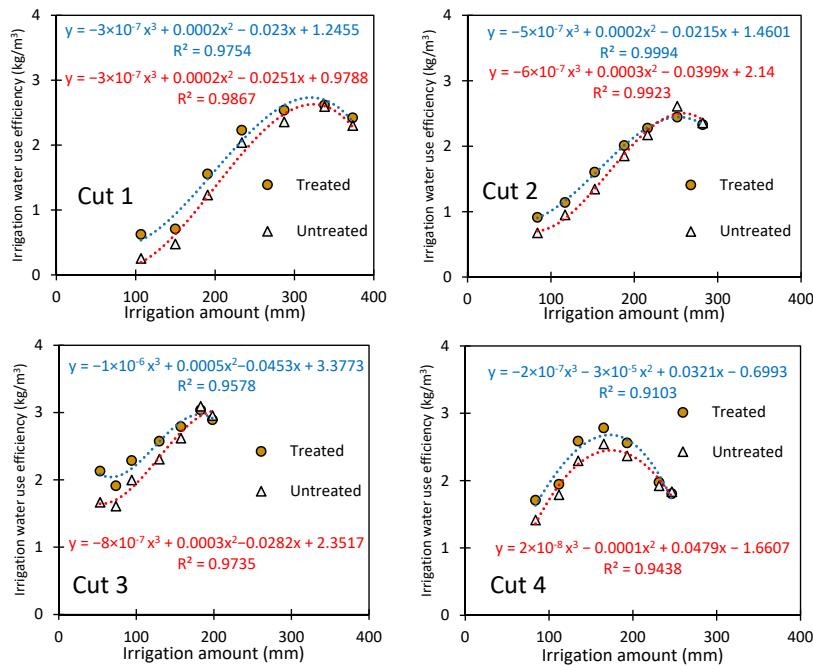 Irrigation water use efficiency (kg/m³)
4
3
2
1
0
y = −3×10⁻⁷ x³ + 0.0002x² − 0.023x + 1.2455
R² = 0.9754
y = −3×10⁻⁷ x³ + 0.0002x² − 0.0251x + 0.9788
R² = 0.9867
Cut 1
Treated
Untreated
0 100 200 300 400
Irrigation amount (mm)
Irrigation water use efficiency (kg/m³)
4
3
2
1
0
y = −5×10⁻⁷ x³ + 0.0002x² − 0.0215x + 1.4601
R² = 0.9994
y = −6×10⁻⁷ x³ + 0.0003x² − 0.0399x + 2.14
R² = 0.9923
Cut 2
Treated
Untreated
0 100 200 300 400
Irrigation amount (mm)
Irrigation water use efficiency (kg/m³)
4
3
2
1
0
y = −1×10⁻⁶ x³ + 0.0005x²−0.0453x + 3.3773
R² = 0.9578
Treated
Untreated
y = −8×10⁻⁷ x³ + 0.0003x²−0.0282x + 2.3517
R² = 0.9735
Cut 3
0 100 200 300 400
Irrigation amount (mm)
Irrigation water use efficiency (kg/m³)
4
3
2
1
0
y = −2×10⁻⁷x³ − 3×10⁻⁵ x² + 0.0321x − 0.6993
R² = 0.9103
Treated
Untreated
y = 2×10⁻⁸ x³ − 0.0001x² + 0.0479x − 1.6607
R² = 0.9438
Cut 4
0 100 200 300 400
Irrigation amount (mm)